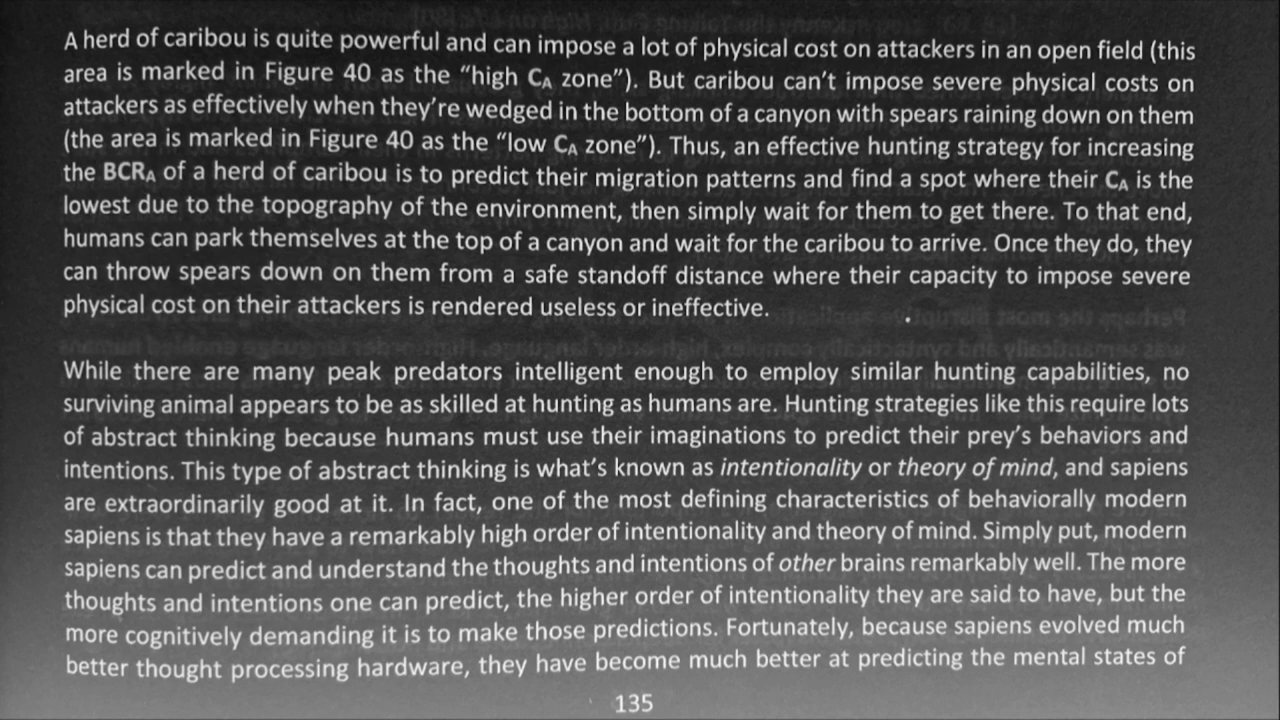 A herd of caribou is quite powerful and can impose a lot of physical cost on attackers in an open field (this
area is marked in Figure 40 as the “high CA zone”). But caribou can’t impose severe physical costs on
attackers as effectively when they’re wedged in the bottom of a canyon with spears raining down on them
(the area is marked in Figure 40 as the “low CA zone”). Thus, an effective hunting strategy for increasing
the BCRA of a herd of caribou is to predict their migration patterns and find a spot where their CA is the
lowest due to the topography of the environment, then simply wait for them to get there. To that end,
humans can park themselves at the top of a canyon and wait for the caribou to arrive. Once they do, they
can throw spears down on them from a safe standoff distance where their capacity to impose severe
physical cost on their attackers is rendered useless or ineffective.
While there are many peak predators intelligent enough to employ similar hunting capabilities, no
surviving animal appears to be as skilled at hunting as humans are. Hunting strategies like this require lots
of abstract thinking because humans must use their imaginations to predict their prey’s behaviors and
intentions. This type of abstract thinking is what’s known as intentionality or theory of mind, and sapiens
are extraordinarily good at it. In fact, one of the most defining characteristics of behaviorally modern
sapiens is that they have a remarkably high order of intentionality and theory of mind. Simply put, modern
sapiens can predict and understand the thoughts and intentions of other brains remarkably well. The more
thoughts and intentions one can predict, the higher order of intentionality they are said to have, but the
more cognitively demanding it is to make those predictions. Fortunately, because sapiens evolved much
better thought processing hardware, they have become much better at predicting the mental states of
135